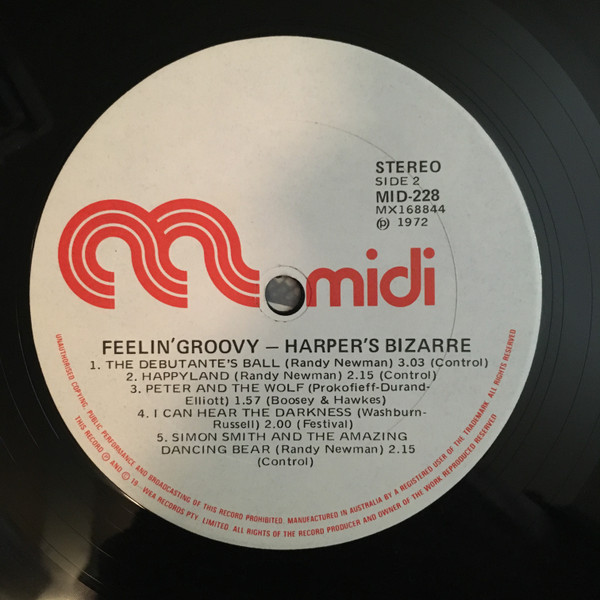 STEREO
SIDE 2
MID-228
MX168844
℗ 1972
midi
FEELIN' GROOVY — HARPER'S BIZARRE
1. THE DEBUTANTE'S BALL (Randy Newman) 3.03 (Control)
2. HAPPYLAND (Randy Newman) 2.15 (Control)
3. PETER AND THE WOLF (Prokofieff-Durand-
Elliott) 1.57 (Boosey & Hawkes)
4. I CAN HEAR THE DARKNESS (Washburn-
Russell) 2.00 (Festival)
5. SIMON SMITH AND THE AMAZING
DANCING BEAR (Randy Newman) 2.15
(Control)
UNAUTHORISED COPYING, PUBLIC PERFORMANCE AND BROADCASTING OF THIS RECORD PROHIBITED. MANUFACTURED IN AUSTRALIA BY A REGISTERED USER OF THE TRADEMARK. ALL RIGHTS RESERVED.
THIS RECORD ℗ AND © 19-- WEA RECORDS PTY. LIMITED. ALL RIGHTS OF THE RECORD PRODUCER AND OWNER OF THE WORK REPRODUCED RESERVED